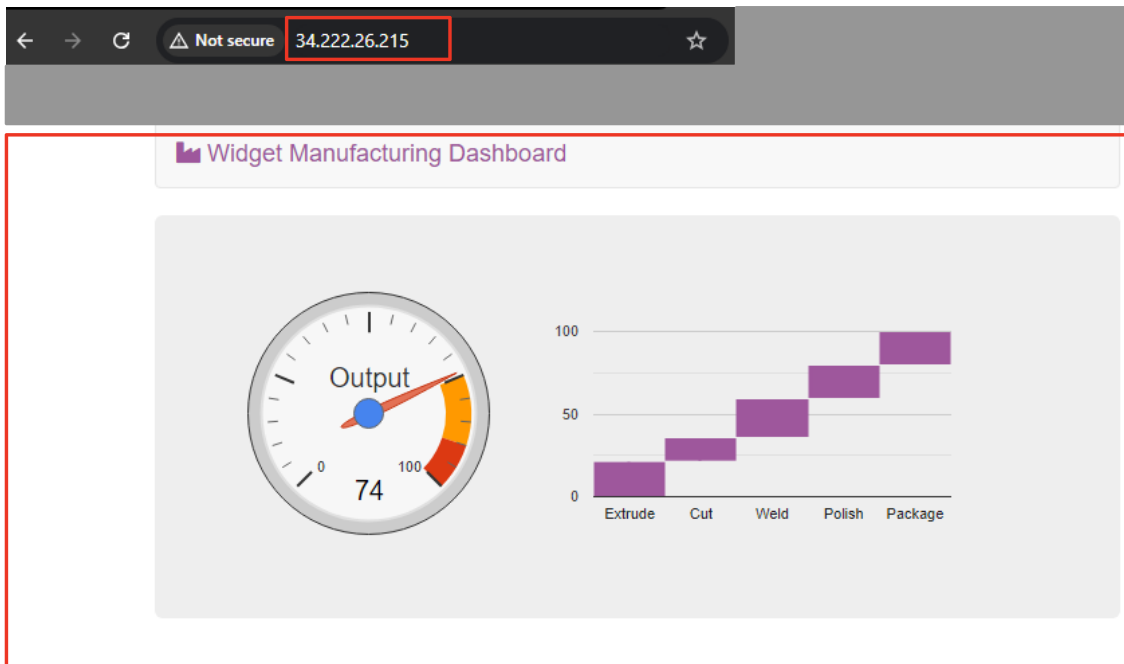 Not secure 34.222.26.215
Widget Manufacturing Dashboard
Output
0 100
74
100
50
0
Extrude Cut Weld Polish Package